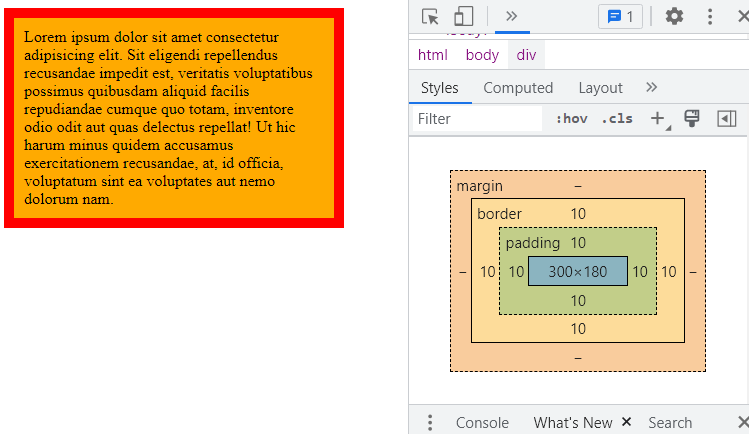 Lorem ipsum dolor sit amet consectetur
adipisicing elit. Sit eligendi repellendus
recusandae impedit est, veritatis voluptatibus
possimus quibusdam aliquid facilis
repudiandae cumque quo totam, inventore
odio odit aut quas delectus repellat! Ut hic
harum minus quidem accusamus
exercitationem recusandae, at, id officia,
voluptatum sint ea voluptates aut nemo
dolorum nam.
1
html body div
Styles Computed Layout
Filter :hov .cls
margin –
border 10
padding 10
– 10 10 300×180 10 10 –
10
10
–
Console What's New Search